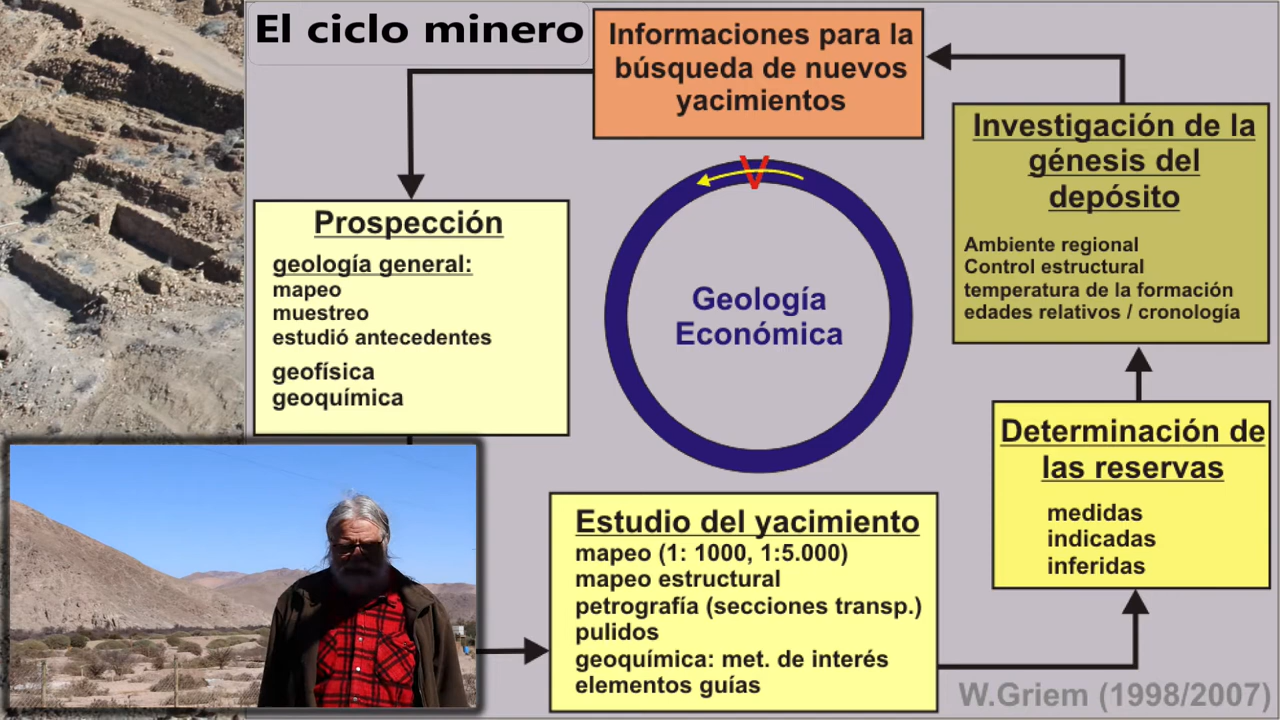 El ciclo minero
Informaciones para la
búsqueda de nuevos
yacimientos
Investigación de la
génesis del
depósito
Ambiente regional
Control estructural
temperatura de la formación
edades relativos / cronología
Prospección
geología general:
mapeo
muestreo
estudió antecedentes
geofísica
geoquímica
V
Geología
Económica
Determinación de
las reservas
medidas
indicadas
inferidas
Estudio del yacimiento
mapeo (1: 1000, 1:5.000)
mapeo estructural
petrografía (secciones transp.)
pulidos
geoquímica: met. de interés
elementos guías
W.Griem (1998/2007)